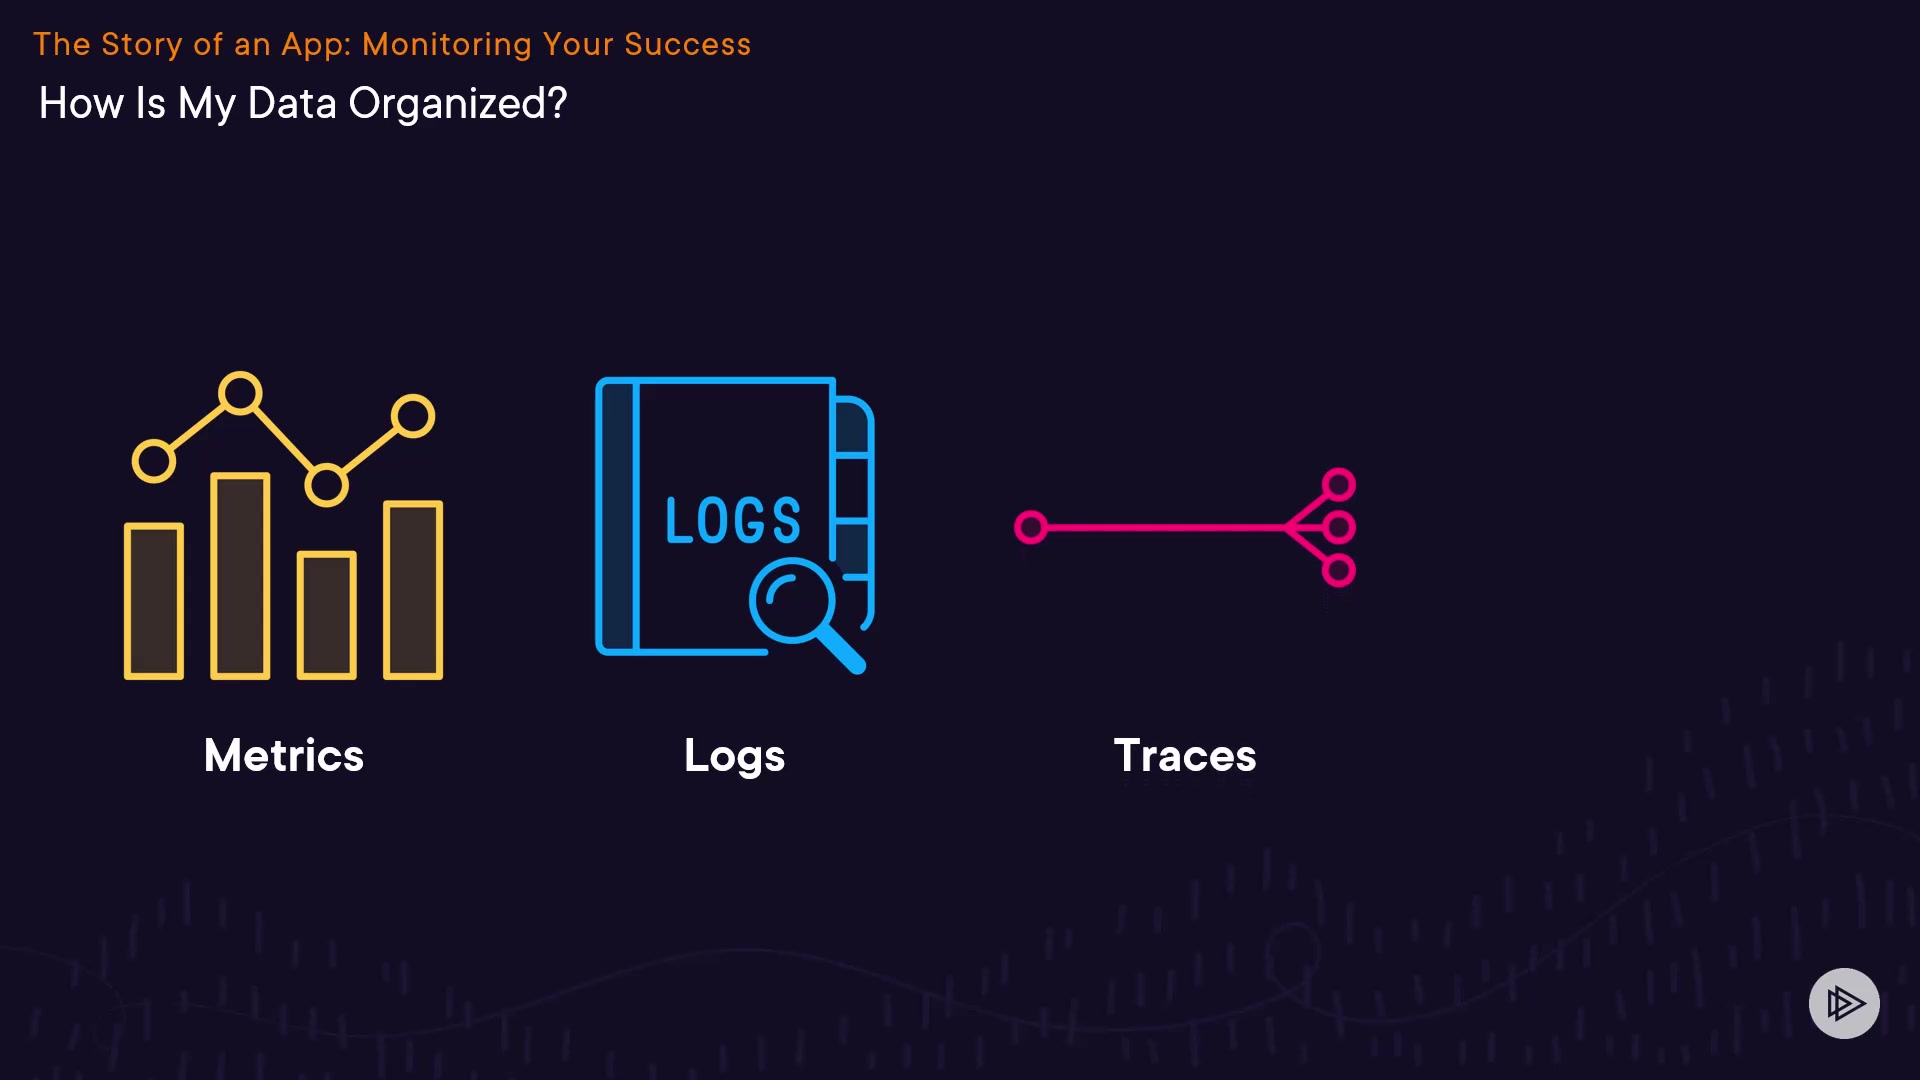 The Story of an App: Monitoring Your Success
How Is My Data Organized?
LOGS
Metrics
Logs
Traces